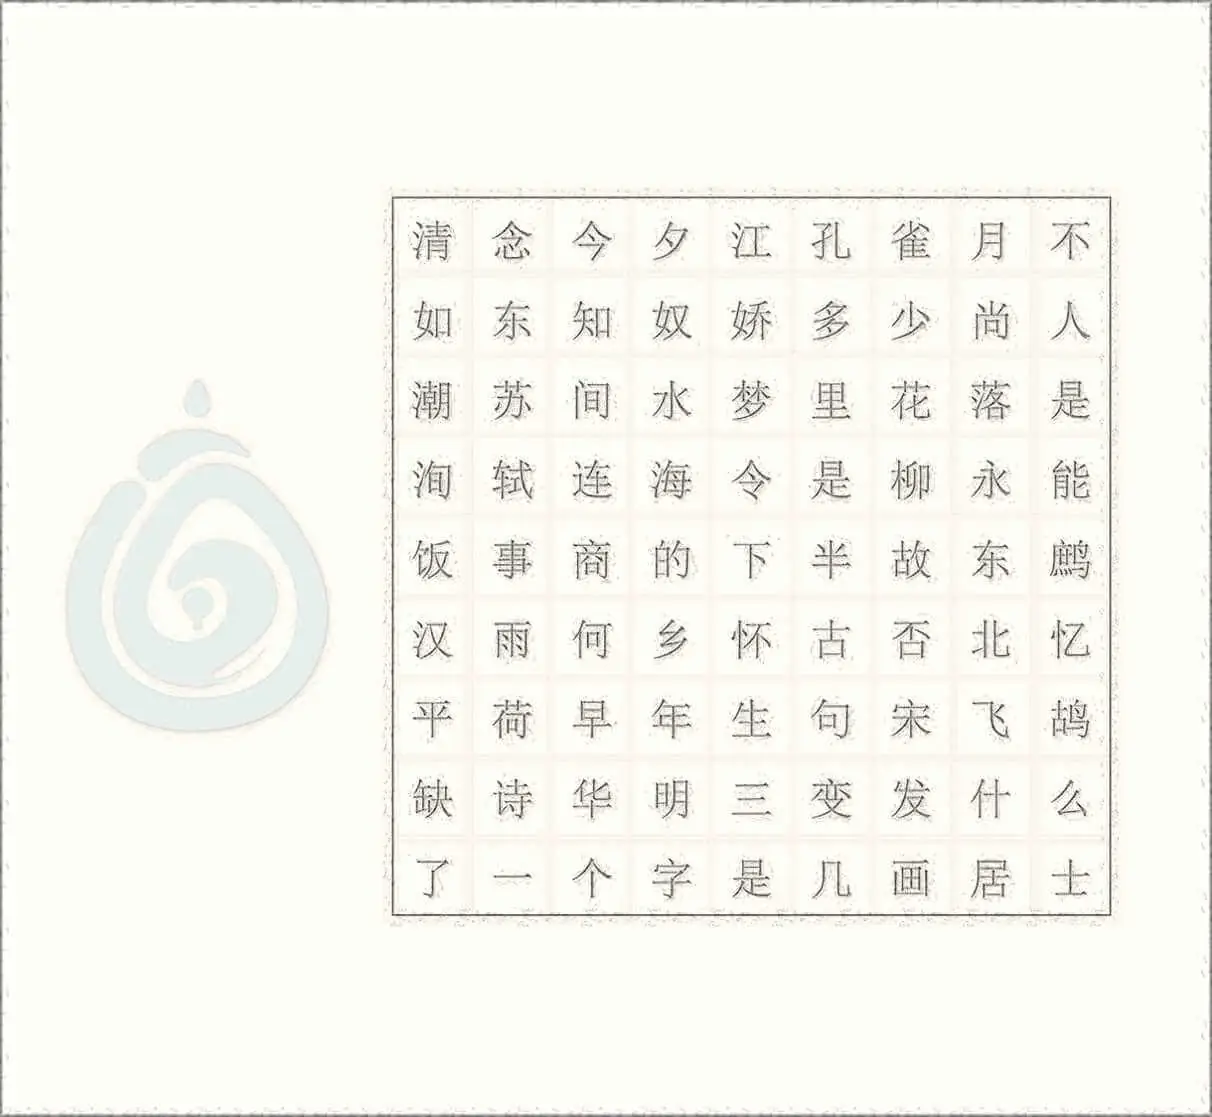 清念今夕江孔雀月不
如东知奴娇多少尚人
潮苏间水梦里花落是
洵轼连海令是柳永能
饭事商的下半故东鹧
汉雨何乡怀古否北忆
平荷早年生句宋飞鸪
缺诗华明三变发什么
了一个字是几画居士